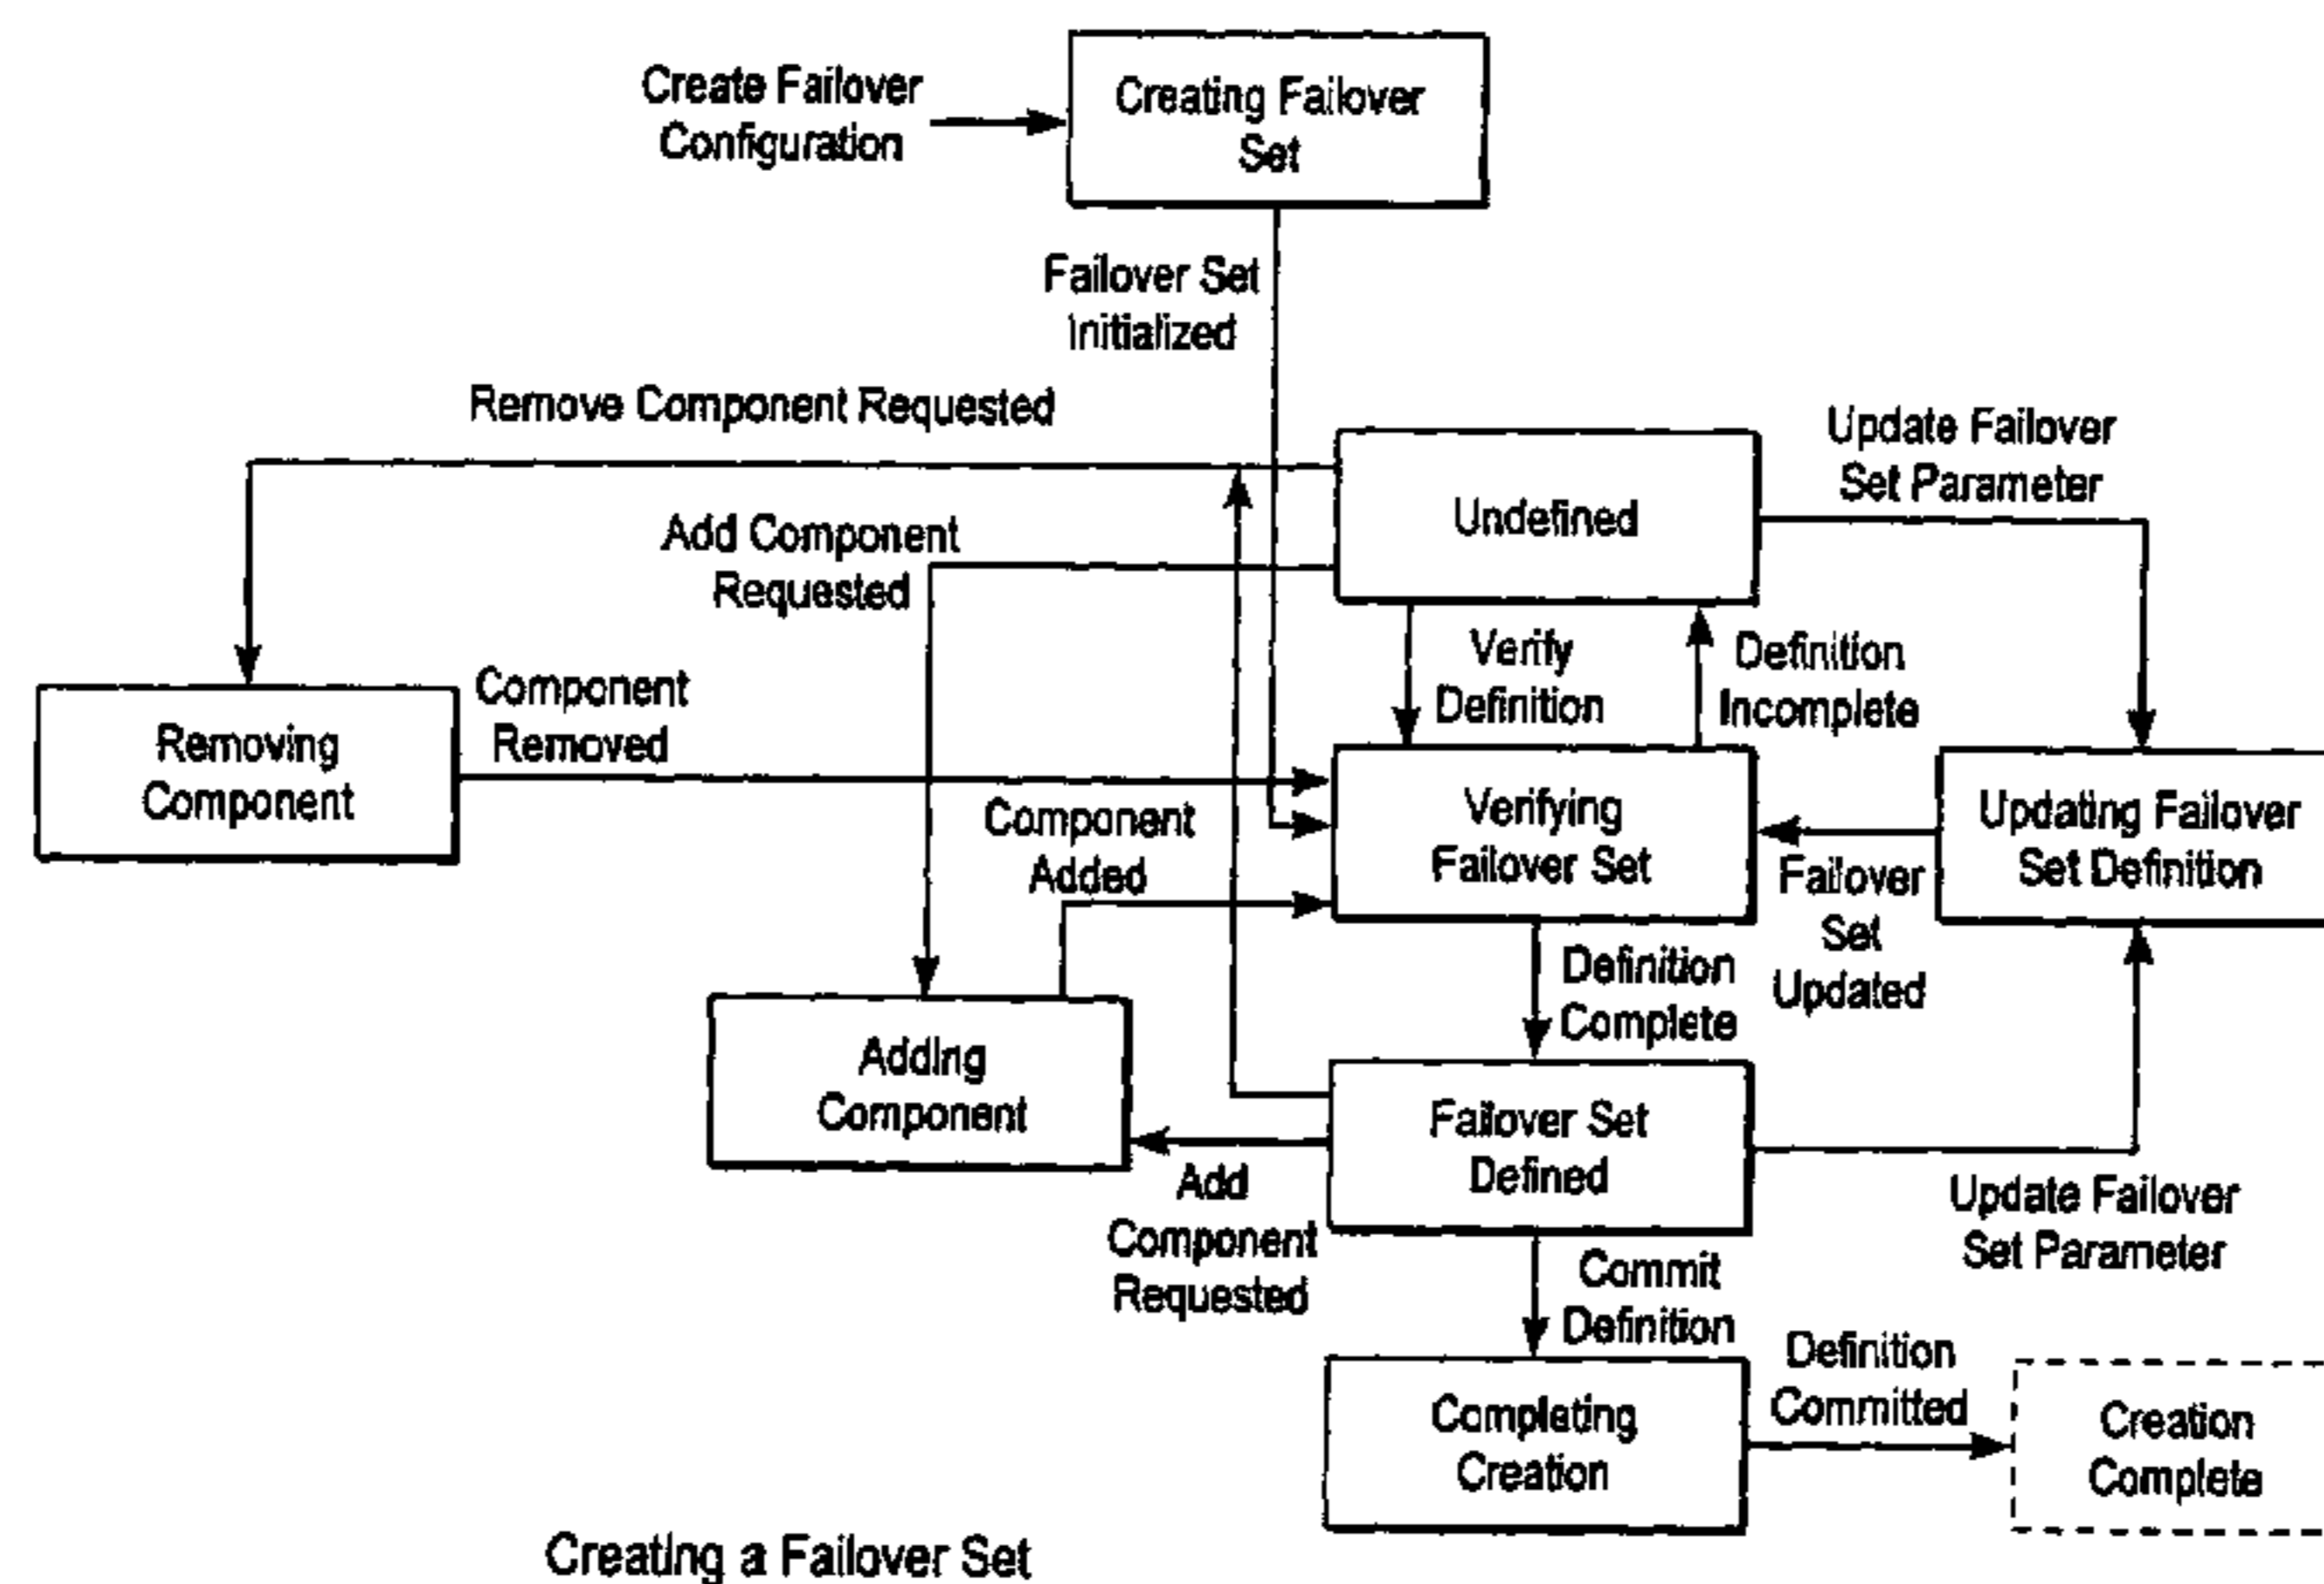 Create Failover
Configuration
Creating Failover
Set
Failover Set
Initialized
Remove Component Requested
Update Failover
Set Parameter
Undefined
Add Component
Requested
Verify
Definition
Definition
Incomplete
Removing
Component
Component
Removed
Component
Added
Verifying
Failover Set
Updating Failover
Set Definition
Failover
Set
Updated
Definition
Complete
Adding
Component
Failover Set
Defined
Add
Component
Requested
Update Failover
Set Parameter
Commit
Definition
Completing
Creation
Definition
Committed
Creation
Complete
Creating a Failover Set